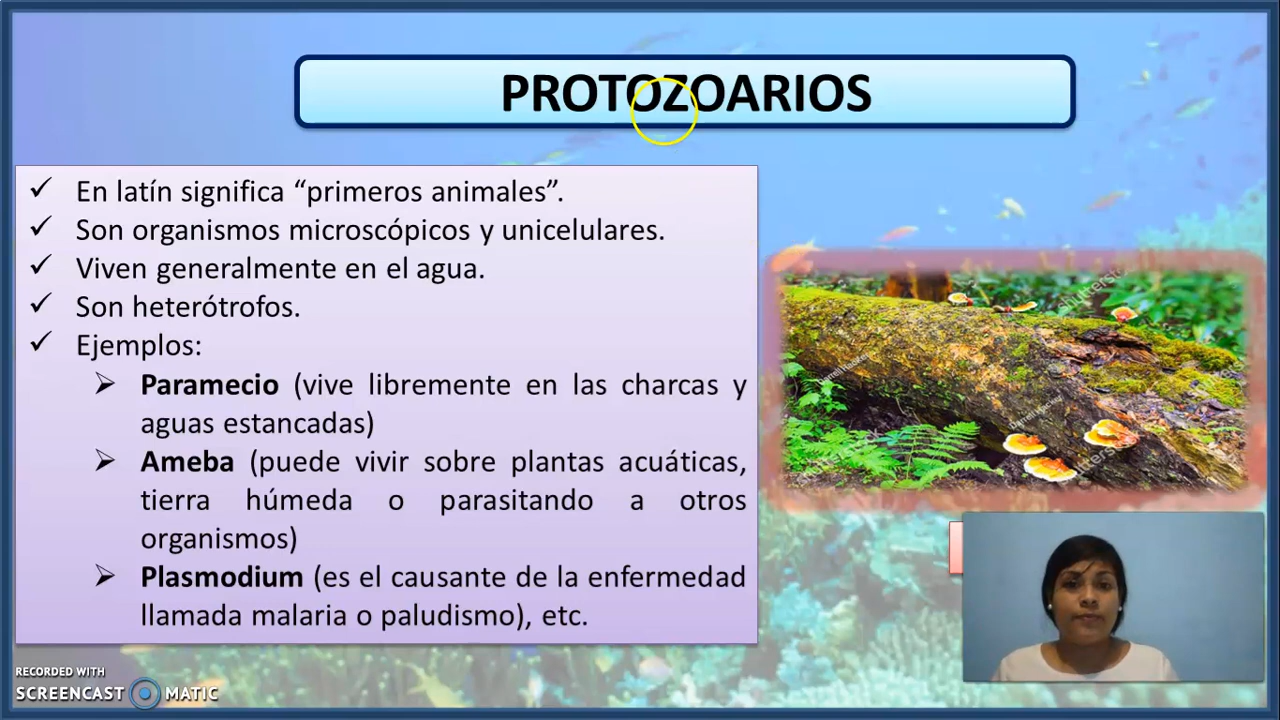 PROTOZOARIOS
✓ En latín significa “primeros animales”.
✓ Son organismos microscópicos y unicelulares.
✓ Viven generalmente en el agua.
✓ Son heterótrofos.
✓ Ejemplos:
➢ Paramecio (vive libremente en las charcas y
aguas estancadas)
➢ Ameba (puede vivir sobre plantas acuáticas,
tierra húmeda o parasitando a otros
organismos)
➢ Plasmodium (es el causante de la enfermedad
llamada malaria o paludismo), etc.
RECORDED WITH
SCREENCAST MATIC